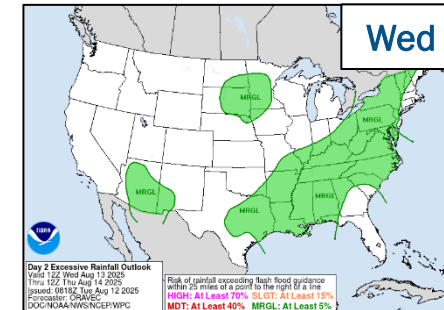 Wed
MRGL
MRGL
MRGL
MRGL
MRGL
NOAA
Day 2 Excessive Rainfall Outlook
Valid 12Z Wed Aug 13 2025
Thru 12Z Thu Aug 14 2025
Issued: 0818Z Tue Aug 12 2025
Forecaster: ORAVEC
DOC/NOAA/NWS/NCEP/WPC
Risk of rainfall exceeding flash flood guidance
within 25 miles of a point to the right of a line
HIGH: At Least 70% SLGT: At Least 15%
MDT: At Least 40% MRGL: At Least 5%